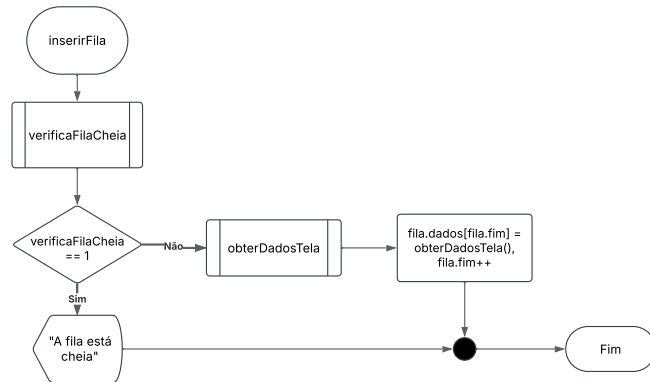 inserirFila
verificaFilaCheia
verificaFilaCheia
== 1
Não
obterDadosTela
fila.dados[fila.fim] =
obterDadosTela(),
fila.fim++
Sim
"A fila está
cheia"
Fim